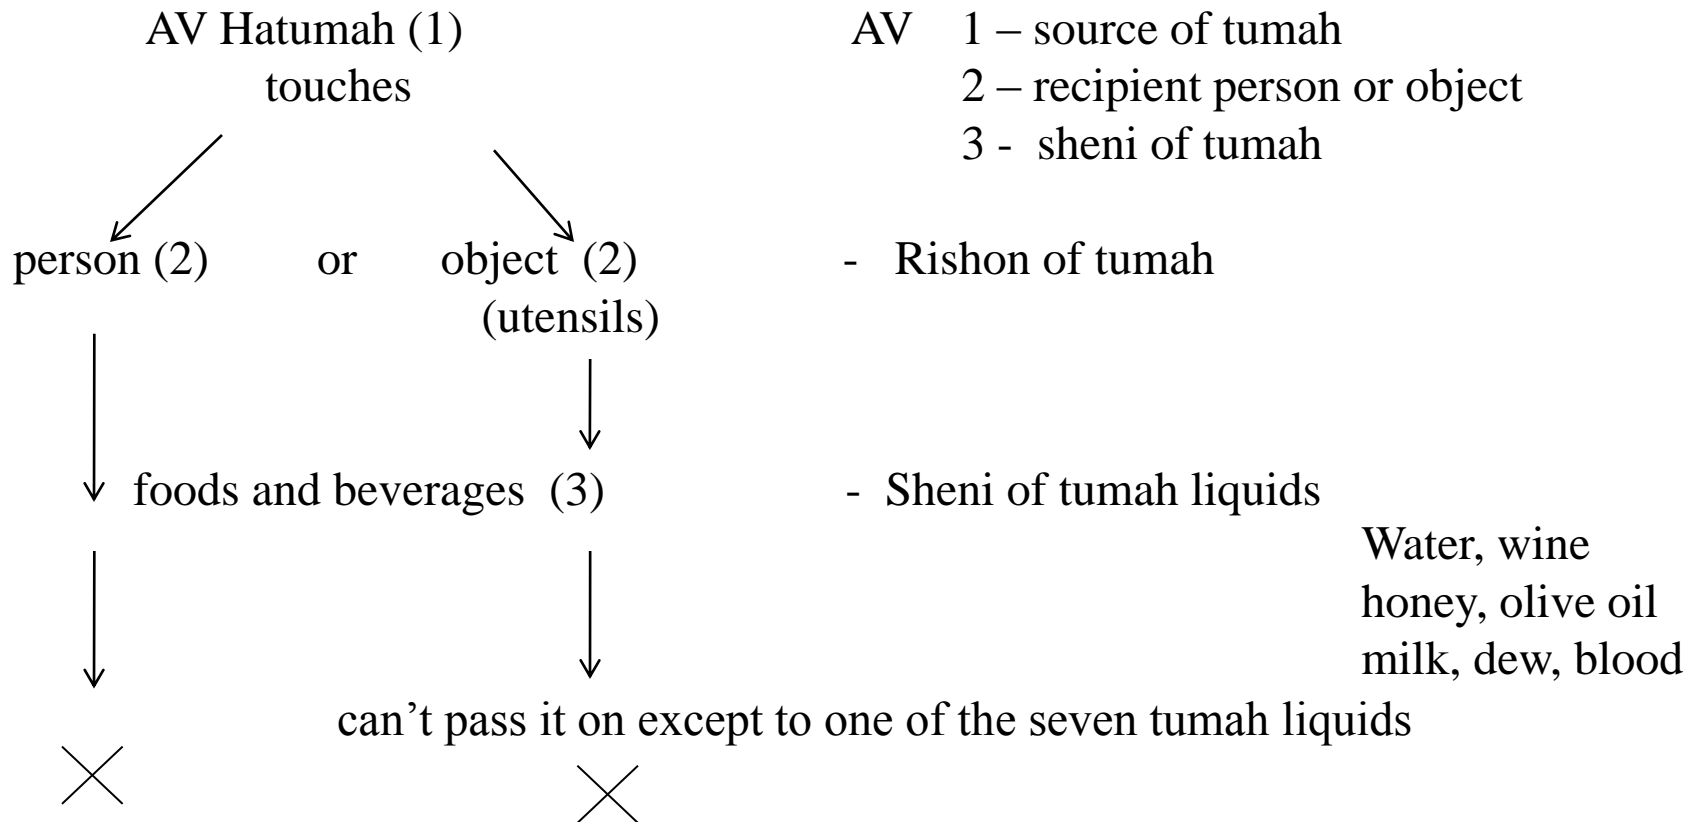 AV Hatumah (1)
touches
AV 1 – source of tumah
2 – recipient person or object
3 - sheni of tumah
person (2) or object (2) - Rishon of tumah
(utensils)
foods and beverages (3) - Sheni of tumah liquids
Water, wine
honey, olive oil
milk, dew, blood
can’t pass it on except to one of the seven tumah liquids